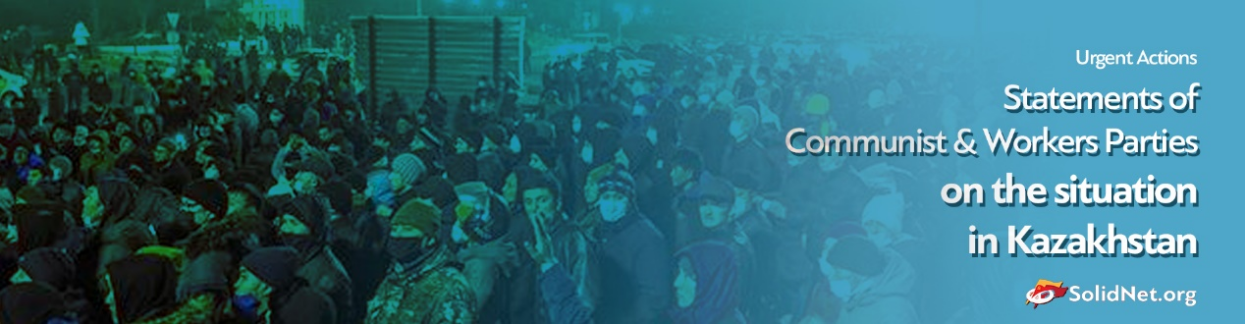 Urgent Actions
Statements of
Communist & Workers Parties
on the situation
in Kazakhstan
SolidNet.org